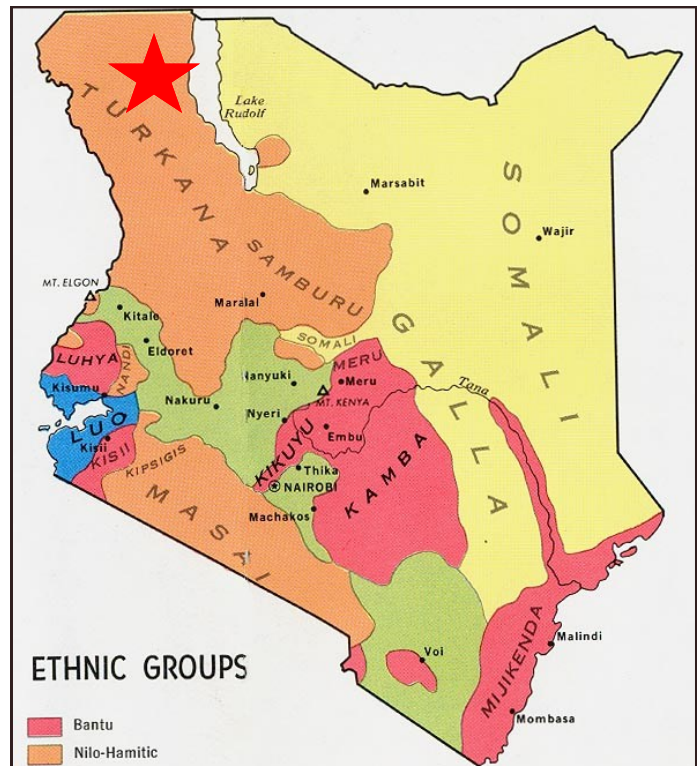 Lake
Rudolf
TURKANA
Marsabit
SOMALI
Wajir
SAMBURU
MT. ELGON
Maralal
Kitale
GALLA
SOMALI
Eldoret
LUHYA
NANDI
MERU
Nanyuki
Meru
Tana
Kisumu
MT. KENYA
Nakuru
Nyeri
LUO
Embu
Kisii
KISII
KIKUYU
KAMBA
KIPSIGIS
Thika
NAIROBI
MASAI
Machakos
Voi
Malindi
MIJIKENDA
Mombasa
ETHNIC GROUPS
Bantu
Nilo-Hamitic